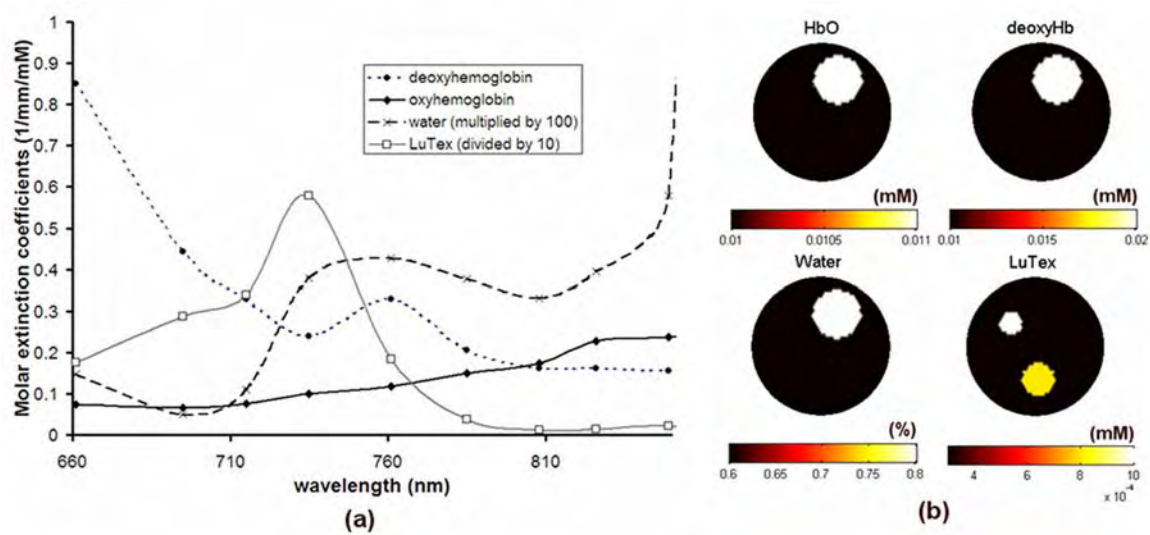 Molar extinction coefficients (1/mm/mM)
1
0.9
0.8
0.7
0.6
0.5
0.4
0.3
0.2
0.1
0
660
710
760
810
wavelength (nm)
deoxyhemoglobin
oxyhemoglobin
water (multiplied by 100)
LuTex (divided by 10)
(a)
HbO
deoxyHb
(mM)
(mM)
0.01 0.0105 0.011
0.01 0.015 0.02
Water
LuTex
(%)
(mM)
0.6 0.65 0.7 0.75 0.8
4 6 8 10
x 10⁻⁴
(b)